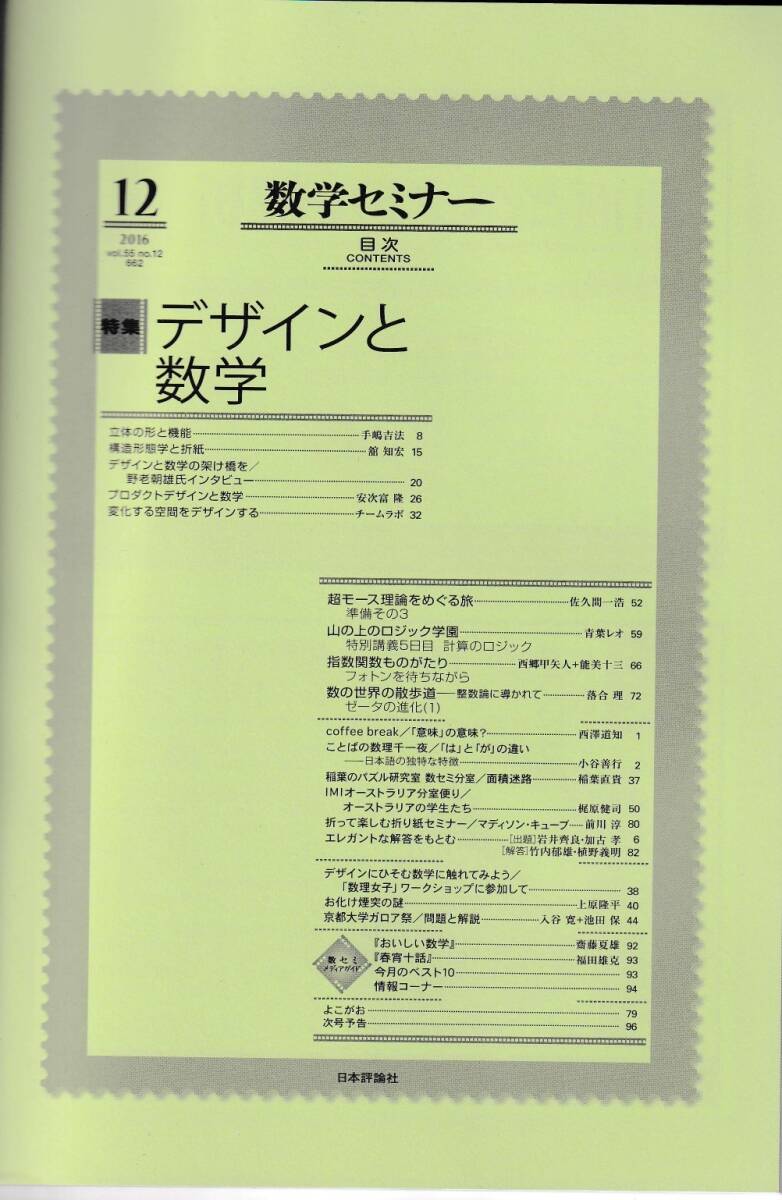 12
2016
vol.55 no.12
662
数学セミナー
目次
CONTENTS
特集
デザインと
数学
立体の形と機能 手嶋吉法 8
構造形態学と折紙 舘 知宏 15
デザインと数学の架け橋を／
野老朝雄氏インタビュー 20
プロダクトデザインと数学 安次富 隆 26
変化する空間をデザインする チームラボ 32
超モース理論をめぐる旅 佐久間一浩 52
準備その3
山の上のロジック学園 青葉レオ 59
特別講義5日目 計算のロジック
指数関数ものがたり 西郷甲矢人+能美十三 66
フォトンを待ちながら
数の世界の散歩道――整数論に導かれて 落合 理 72
ゼータの進化(1)
coffee break／「意味」の意味? 西澤道知 1
ことばの数理千一夜／「は」と「が」の違い
――日本語の独特な特徴 小谷善行 2
稲葉のパズル研究室 数セミ分室／面積迷路 稲葉直貴 37
IMIオーストラリア分室便り／
オーストラリアの学生たち 梶原健司 50
折って楽しむ折り紙セミナー／マディソン・キューブ 前川 淳 80
エレガントな解答をもとむ [出題]岩井齊良・加古 孝 6
[解答]竹内郁雄・植野義明 82
デザインにひそむ数学に触れてみよう／
「数理女子」ワークショップに参加して 38
お化け煙突の謎 上原隆平 40
京都大学ガロア祭／問題と解説 入谷 寛+池田 保 44
数セミ
メディアガイド
『おいしい数学』 齋藤夏雄 92
『春宵十話』 福田雄克 93
今月のベスト10 93
情報コーナー 94
よこがお 79
次号予告 96
日本評論社